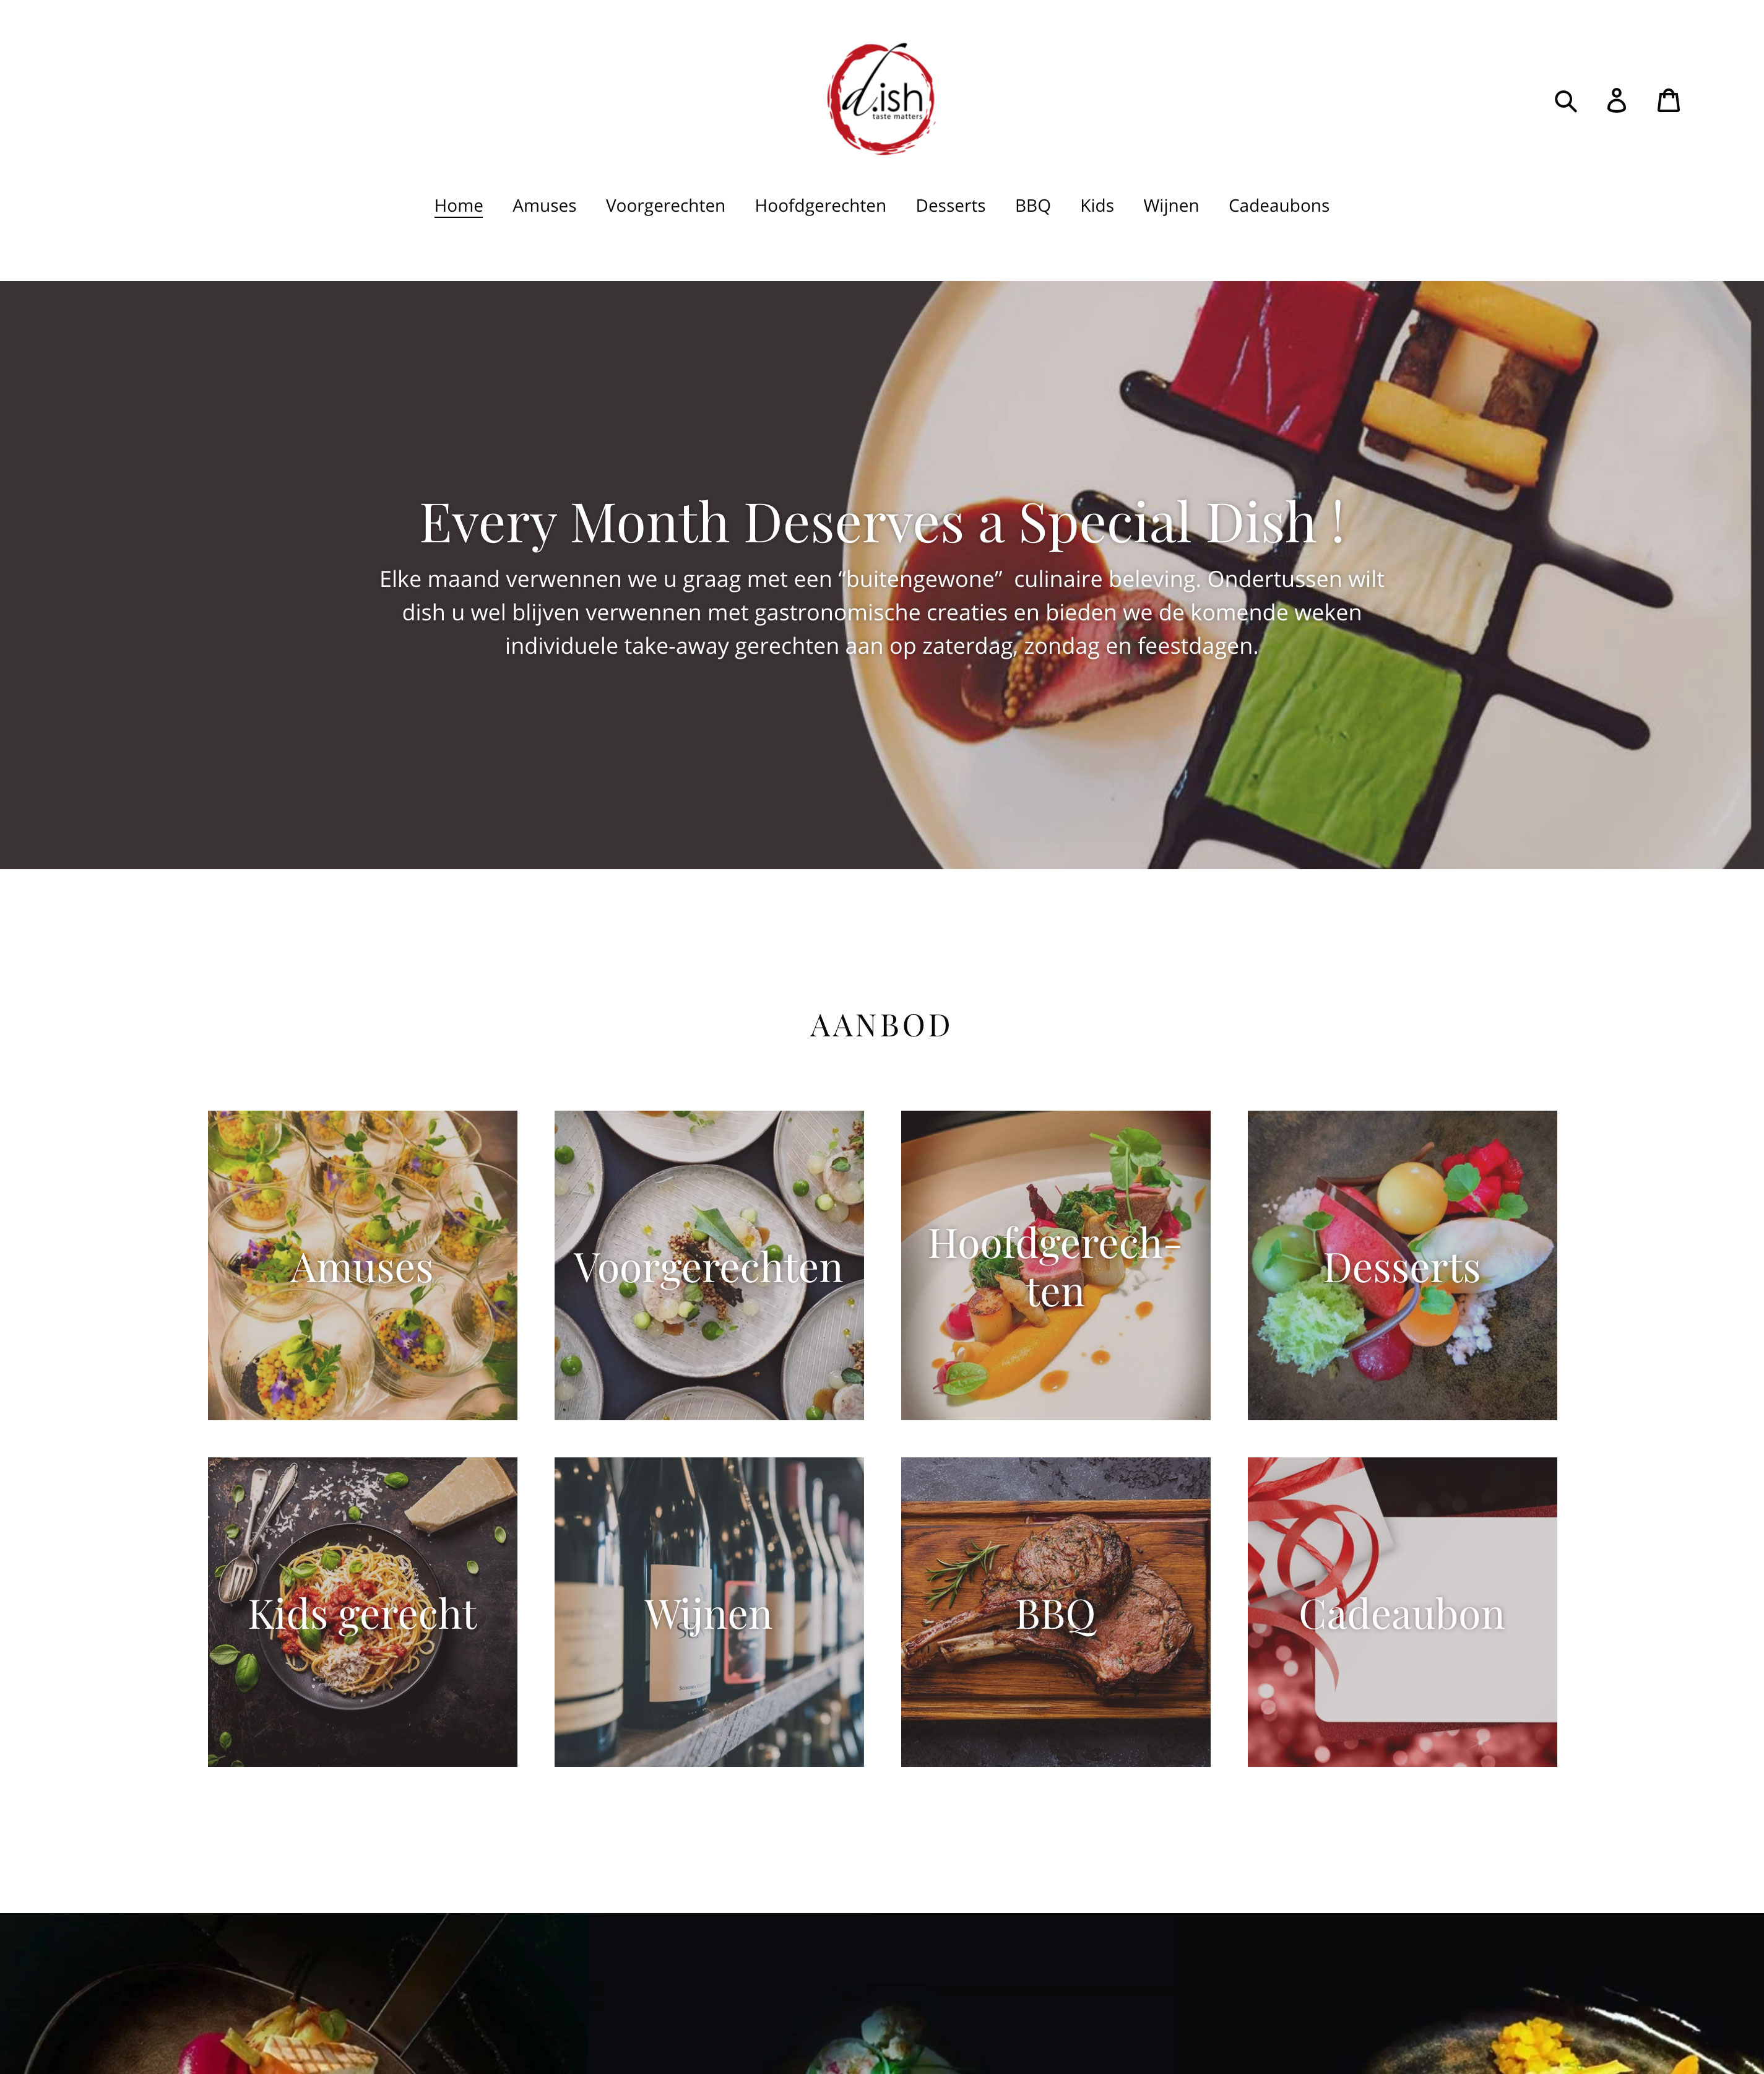 d.ish
taste matters
Home Amuses Voorgerechten Hoofdgerechten Desserts BBQ Kids Wijnen Cadeaubons
Every Month Deserves a Special Dish !
Elke maand verwennen we u graag met een “buitengewone”  culinaire beleving. Ondertussen wilt
dish u wel blijven verwennen met gastronomische creaties en bieden we de komende weken
individuele take-away gerechten aan op zaterdag, zondag en feestdagen.
AANBOD
Amuses
Voorgerechten
Hoofdgerech-
ten
Desserts
Kids gerecht
Wijnen
BBQ
Cadeaubon